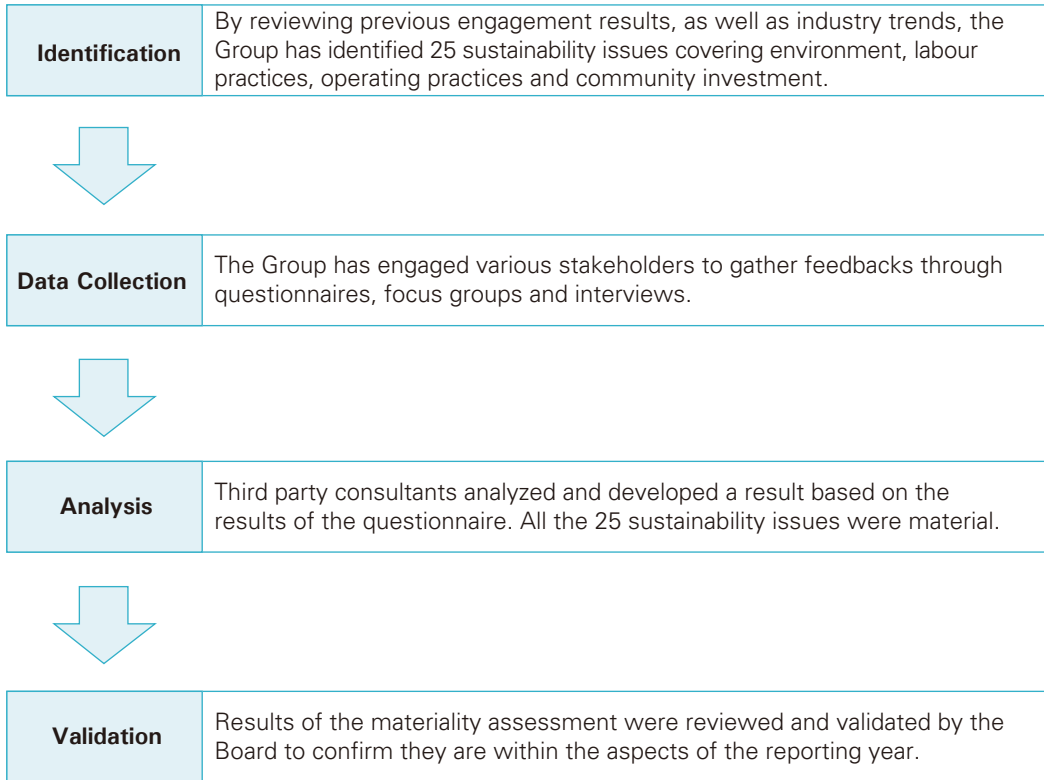 Identification
By reviewing previous engagement results, as well as industry trends, the
Group has identified 25 sustainability issues covering environment, labour
practices, operating practices and community investment.
Data Collection
The Group has engaged various stakeholders to gather feedbacks through
questionnaires, focus groups and interviews.
Analysis
Third party consultants analyzed and developed a result based on the
results of the questionnaire. All the 25 sustainability issues were material.
Validation
Results of the materiality assessment were reviewed and validated by the
Board to confirm they are within the aspects of the reporting year.